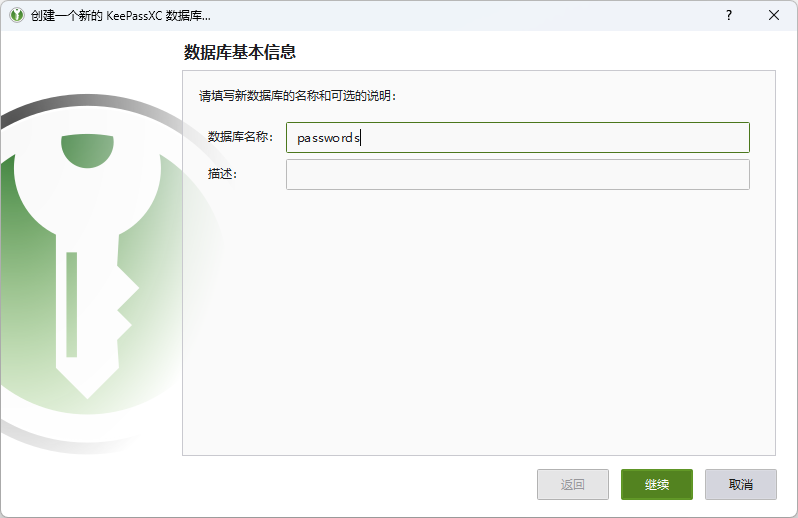 创建一个新的 KeePassXC 数据库...
数据库基本信息
请填写新数据库的名称和可选的说明：
数据库名称： passwords
描述：
返回 继续 取消